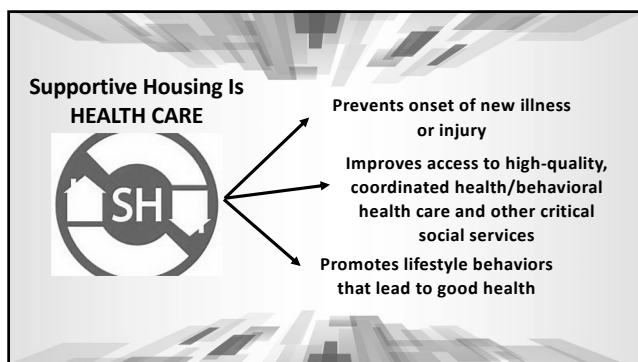 Supportive Housing Is
HEALTH CARE
SH
Prevents onset of new illness
or injury
Improves access to high-quality,
coordinated health/behavioral
health care and other critical
social services
Promotes lifestyle behaviors
that lead to good health